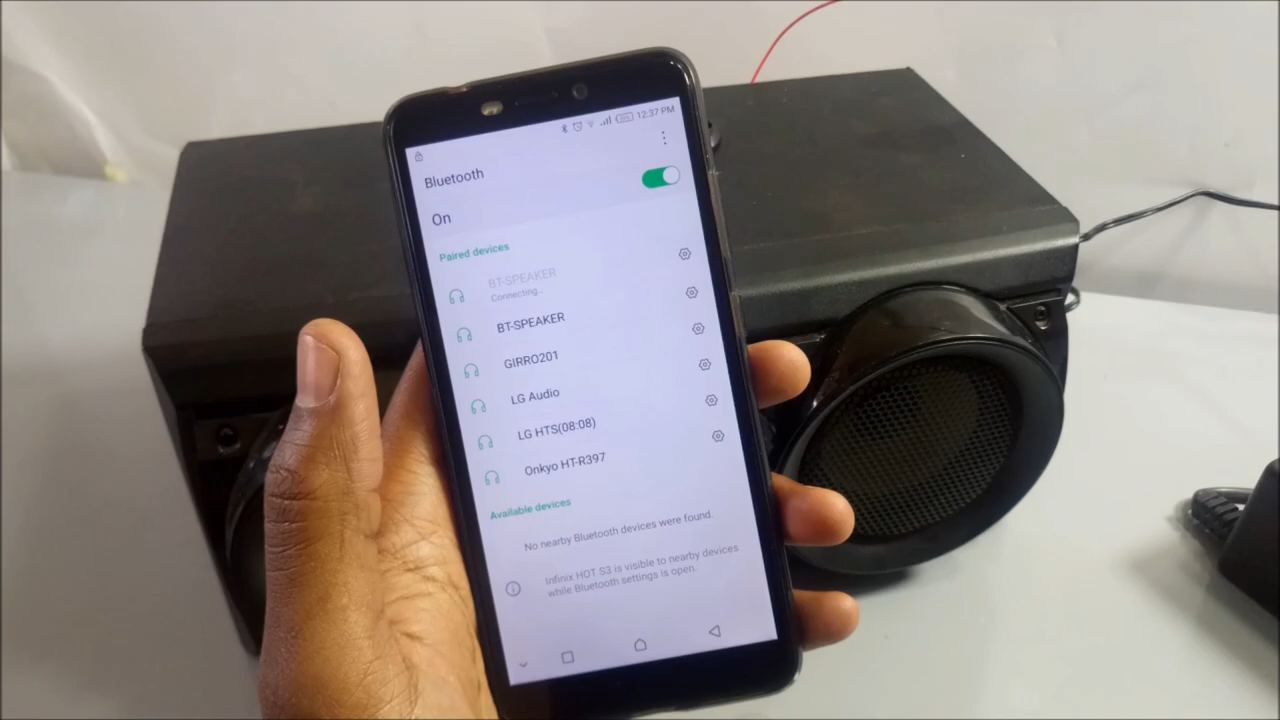 12:37 PM
Bluetooth
On
Paired devices
BT-SPEAKER
Connecting...
BT-SPEAKER
GIRRO201
LG Audio
LG HTS(08:08)
Onkyo HT-R397
Available devices
No nearby Bluetooth devices were found.
Infinix HOT S3 is visible to nearby devices
while Bluetooth settings is open.